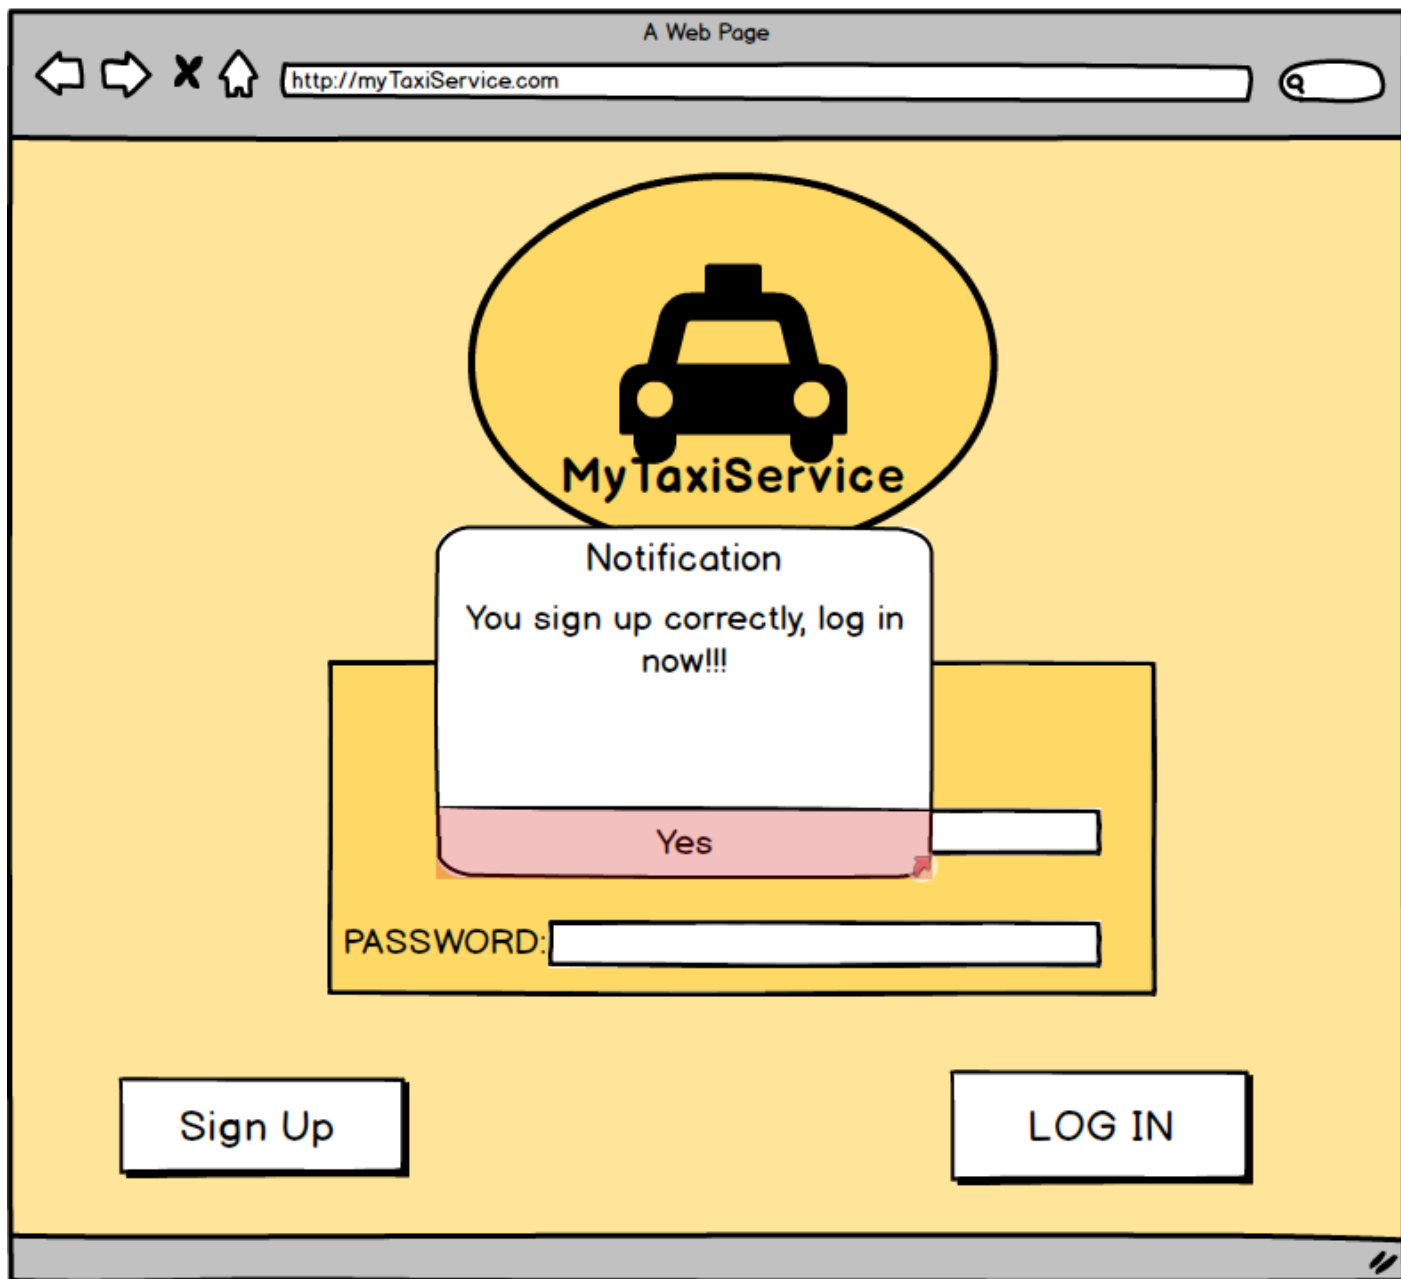 A Web Page
http://myTaxiService.com
MyTaxiService
Notification
You sign up correctly, log in
now!!!
Yes
PASSWORD:
Sign Up
LOG IN